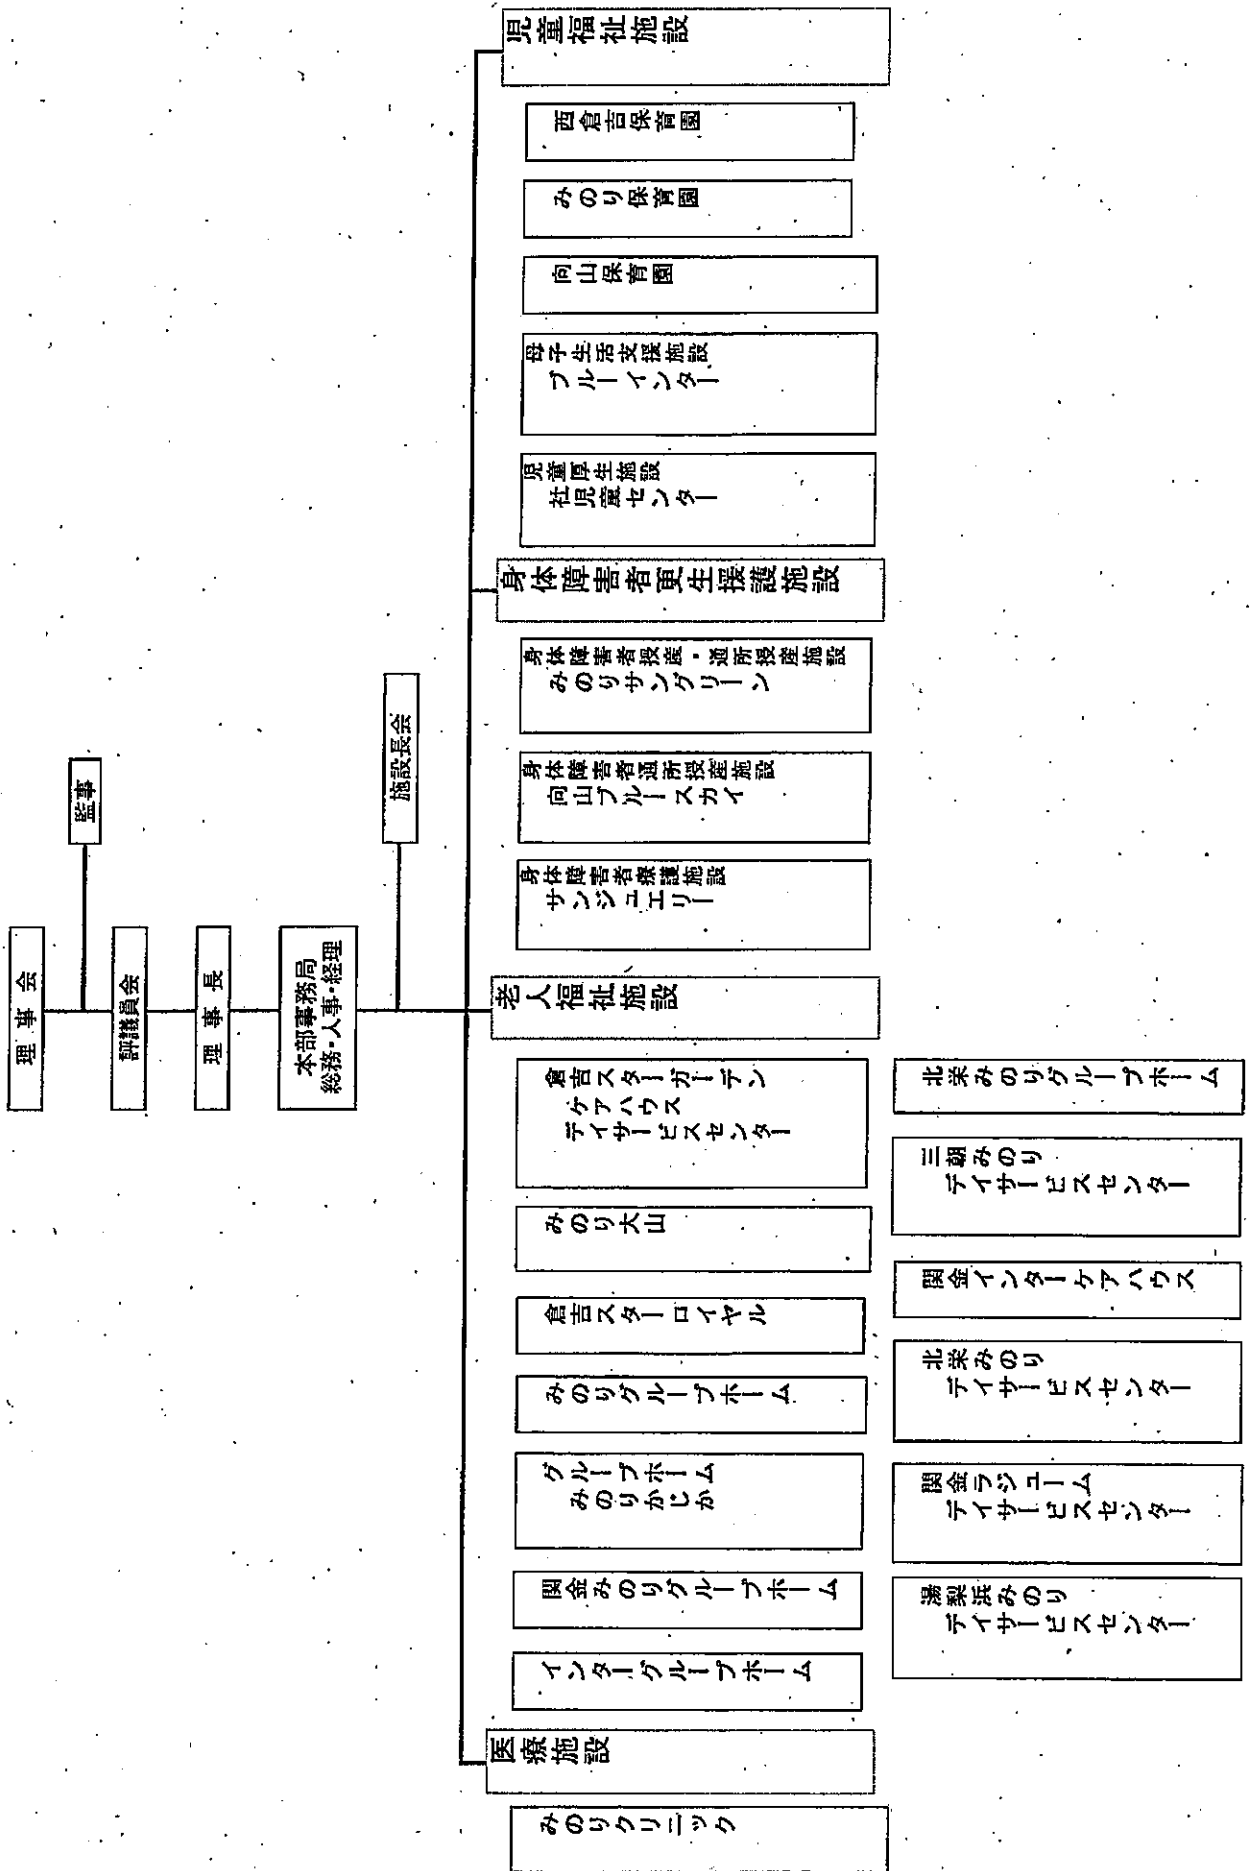 理事会
監事
評議員会
理事長
本部事務局
総務・人事・経理
施設長会
児童福祉施設
西倉吉保育園
みのり保育園
向山保育園
母子生活支援施設
ブルーインター
児童厚生施設
社児童センター
身体障害者更生援護施設
身体障害者授産・通所授産施設
みのりサングリーン
身体障害者通所授産施設
向山ブルースカイ
身体障害者療護施設
サンジュエリー
老人福祉施設
倉吉スターガーデン
ケアハウス
デイサービスセンター
みのり大山
倉吉スターロイヤル
みのりグループホーム
グループホーム
みのりかじか
関金みのりグループホーム
インターグループホーム
北栄みのりグループホーム
三朝みのり
デイサービスセンター
関金インターケアハウス
北栄みのり
デイサービスセンター
関金ラジューム
デイサービスセンター
湯梨浜みのり
デイサービスセンター
医療施設
みのりクリニック